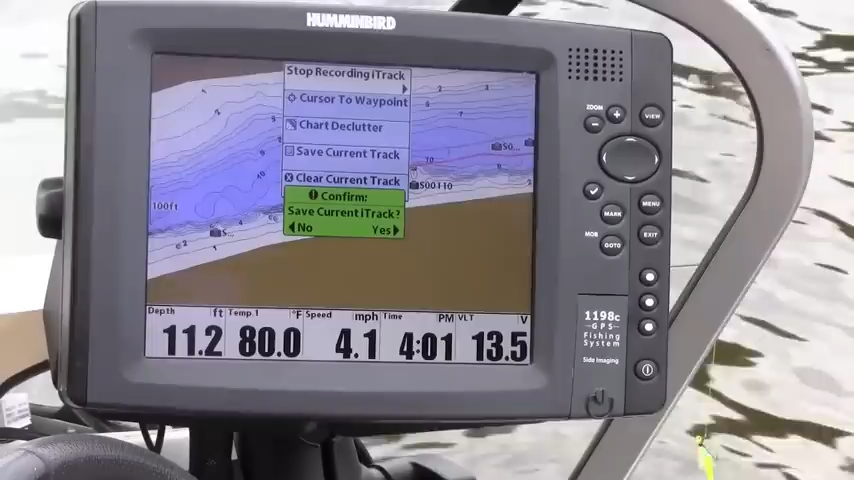 HUMMINBIRD
Stop Recording iTrack
Cursor To Waypoint
Chart Declutter
Save Current Track
Clear Current Track
Confirm:
Save Current iTrack?
No Yes
100ft
S0...
S00110
S...
Depth ft Temp.1 °F Speed mph Time PM VLT V
11.2 80.0 4.1 4:01 13.5
ZOOM
+
-
VIEW
MARK
MENU
MOB
GOTO
EXIT
1198c
GPS
Fishing
System
Side Imaging